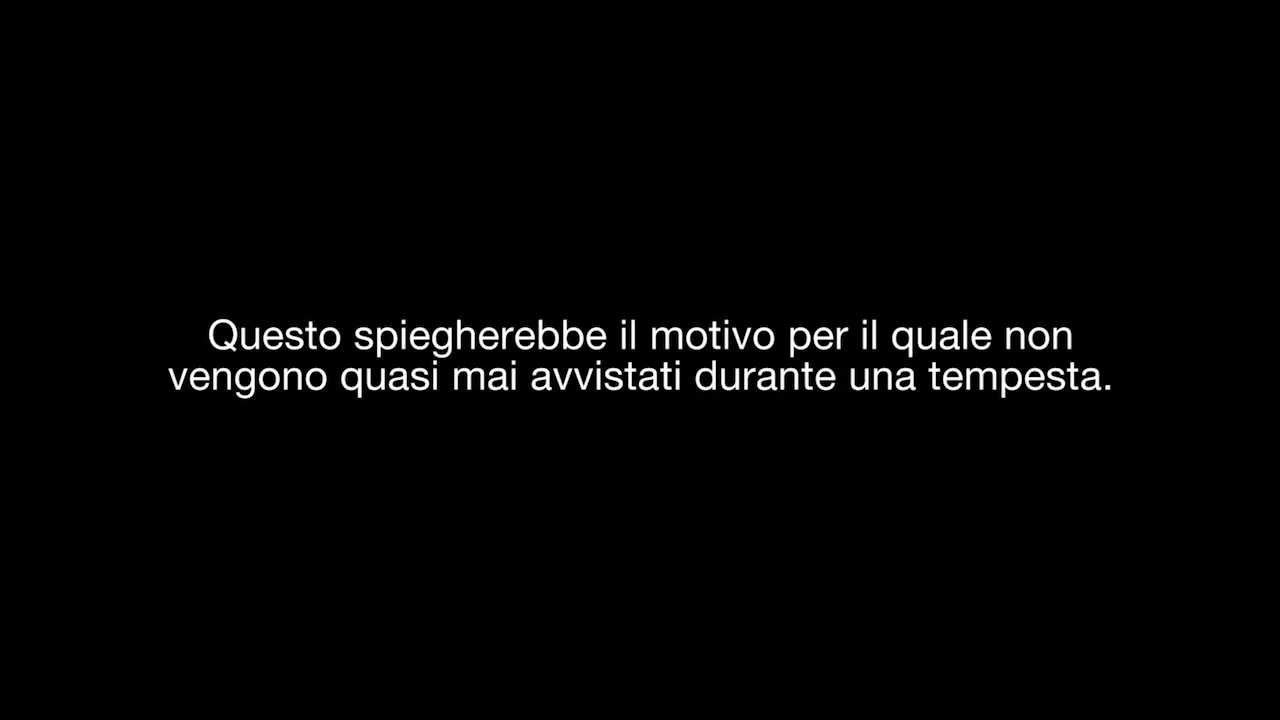 Questo spiegherebbe il motivo per il quale non
vengono quasi mai avvistati durante una tempesta.